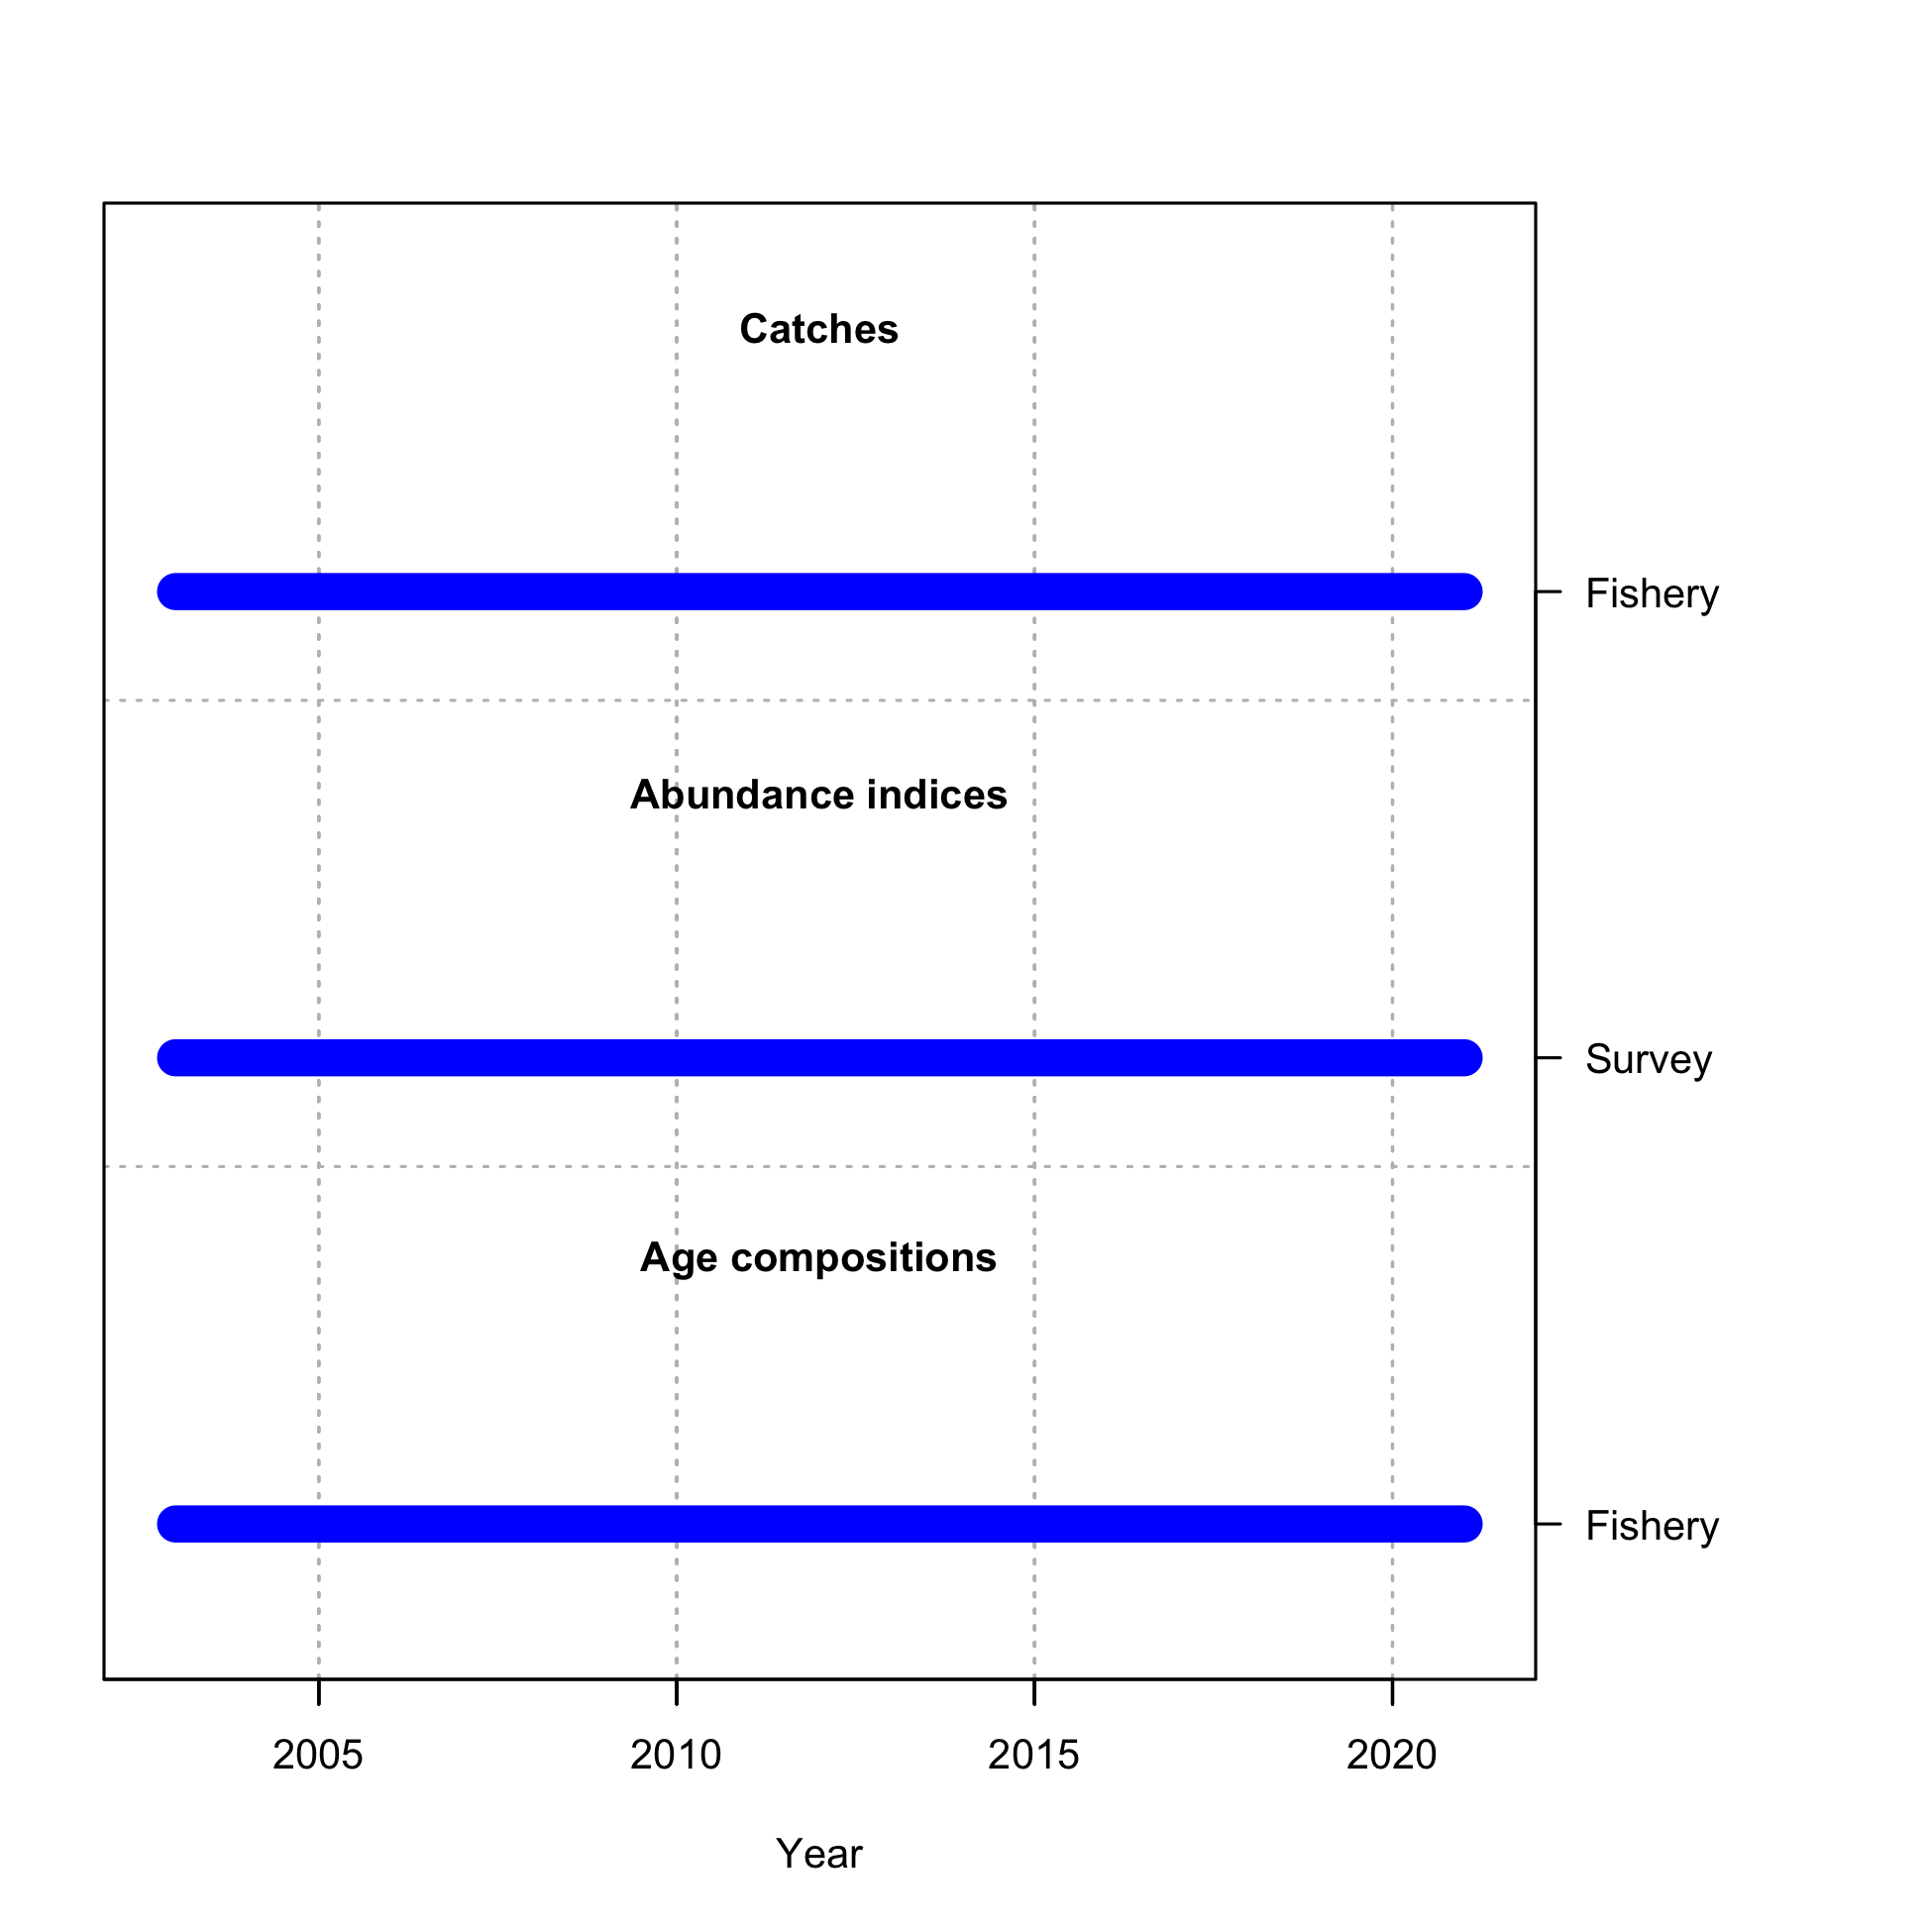 Catches
Fishery
Abundance indices
Survey
Age compositions
Fishery
2005 2010 2015 2020
Year